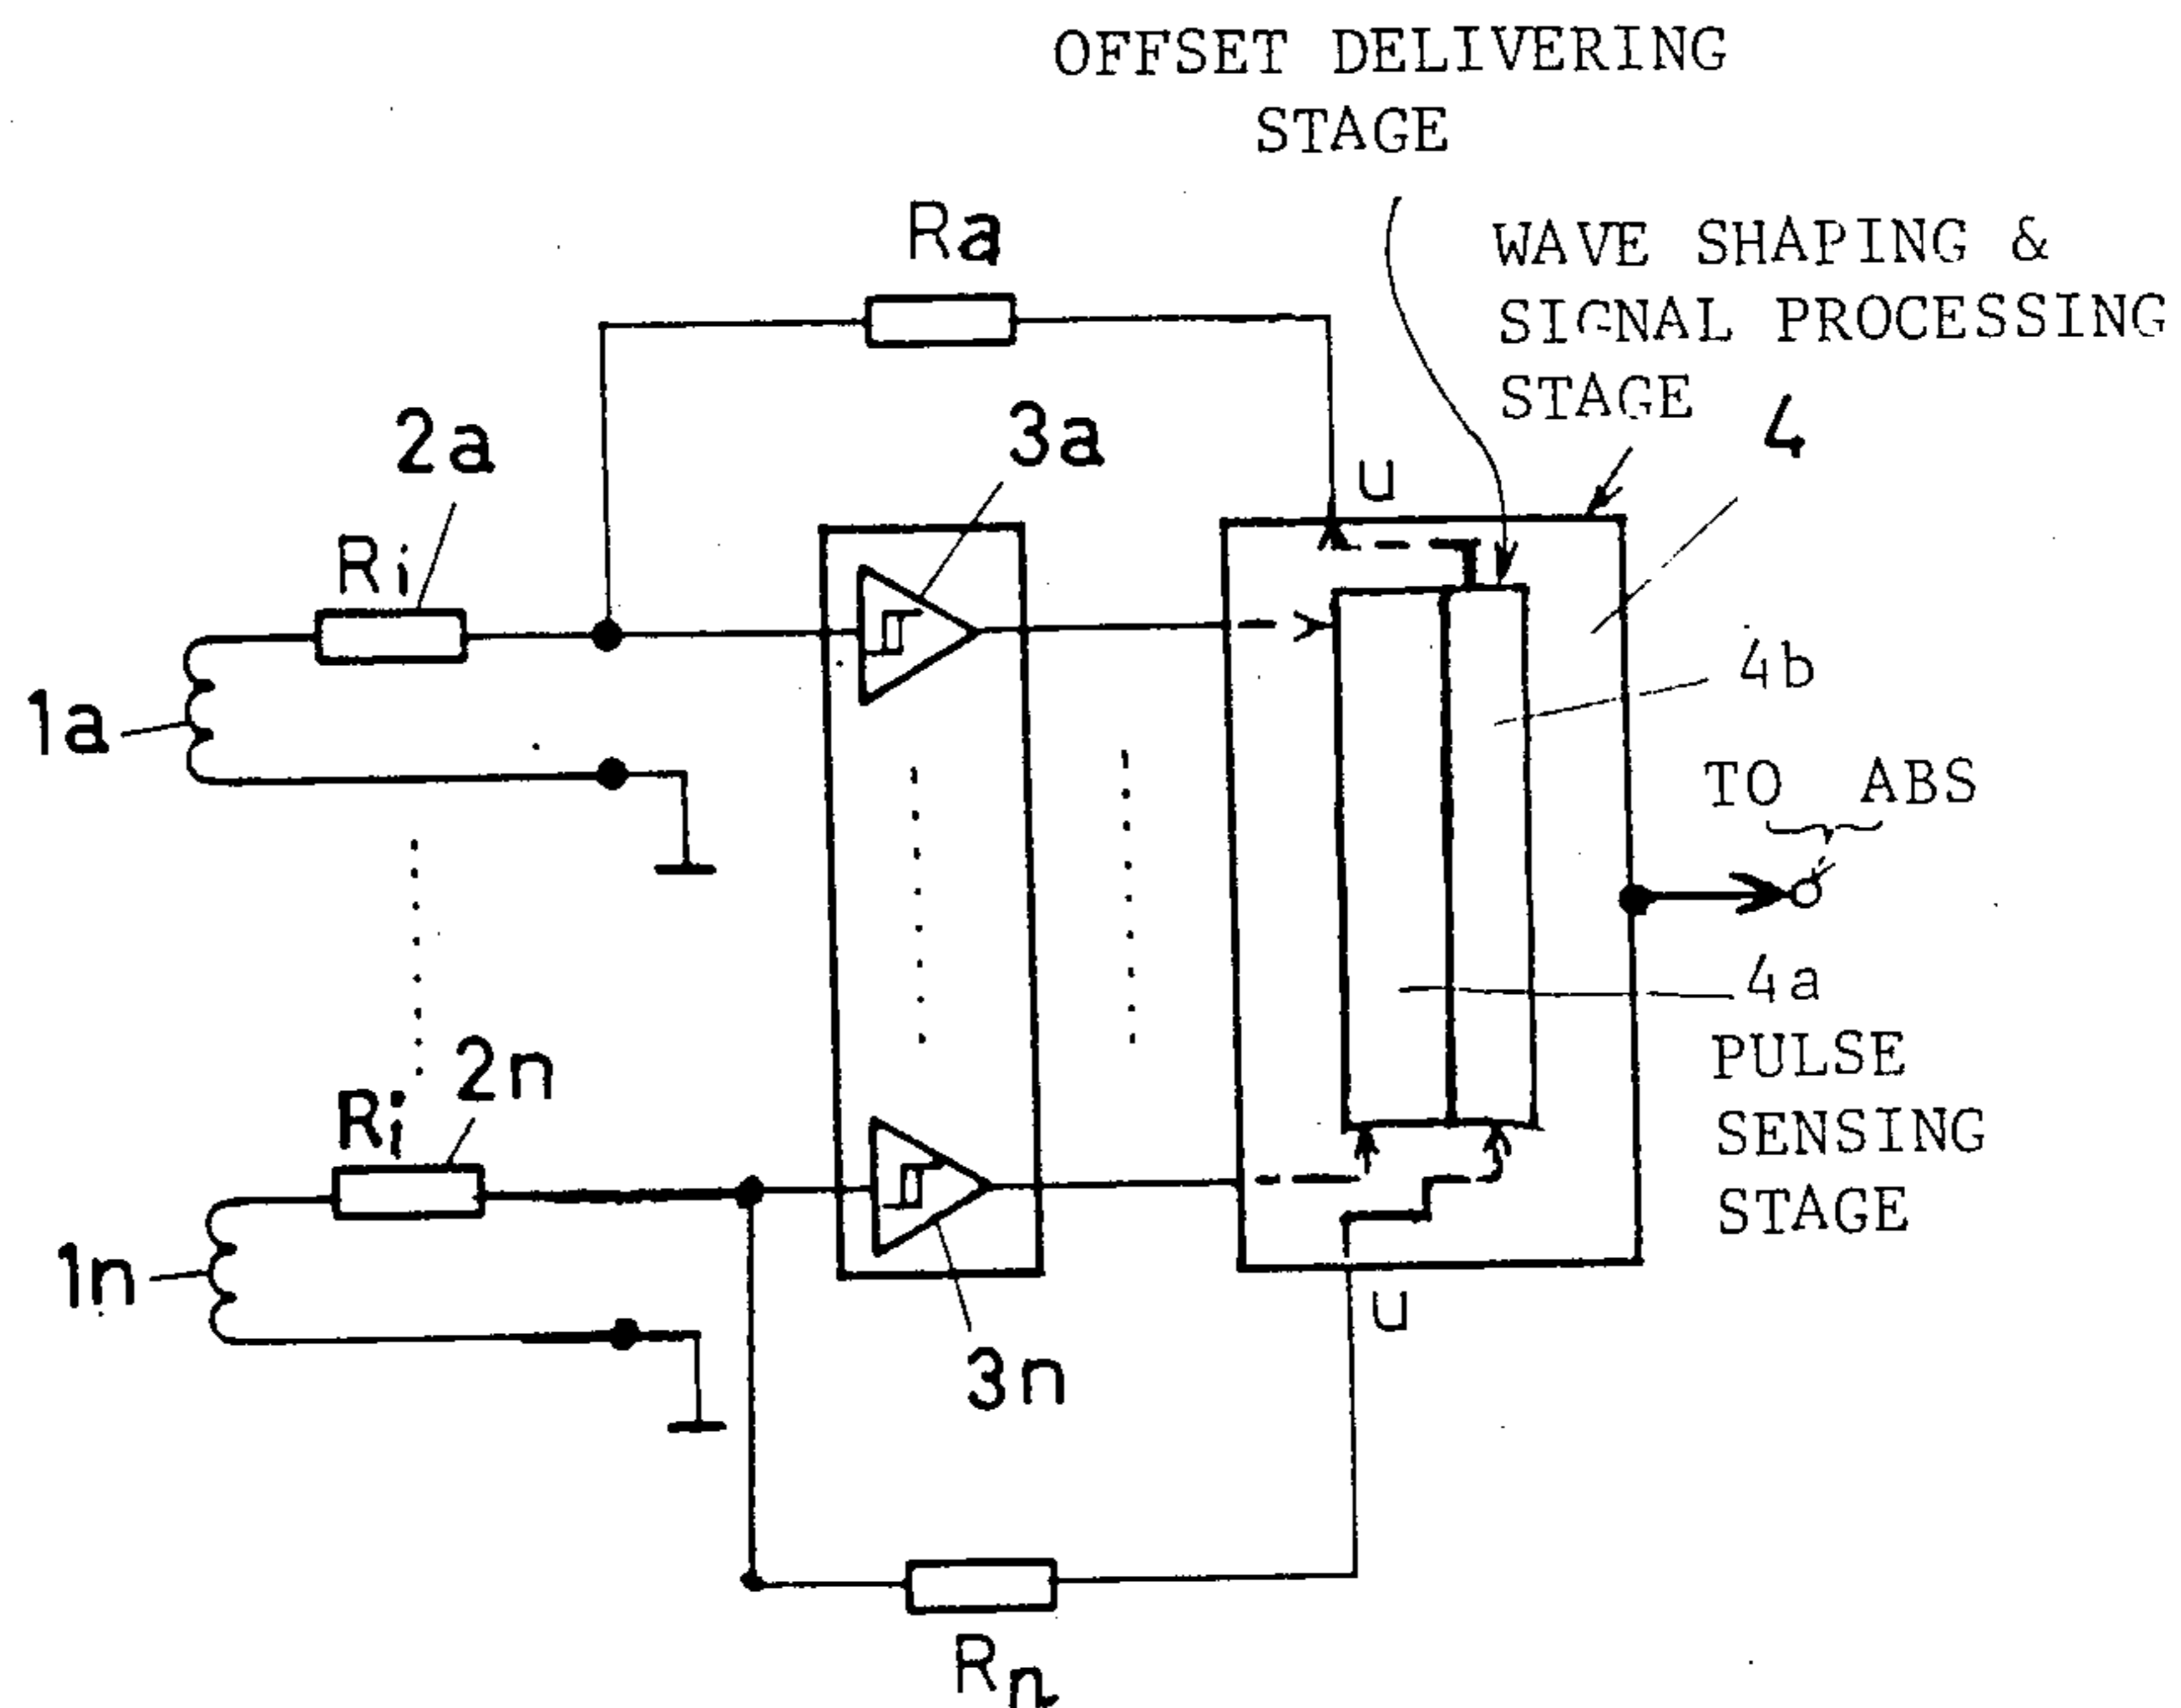 OFFSET DELIVERING
STAGE
WAVE SHAPING &
SIGNAL PROCESSING
STAGE
4
Ra
2a
3a
u
Ri
1a
4b
TO ABS
4a
PULSE
SENSING
STAGE
2n
Ri
1n
3n
u
Rn